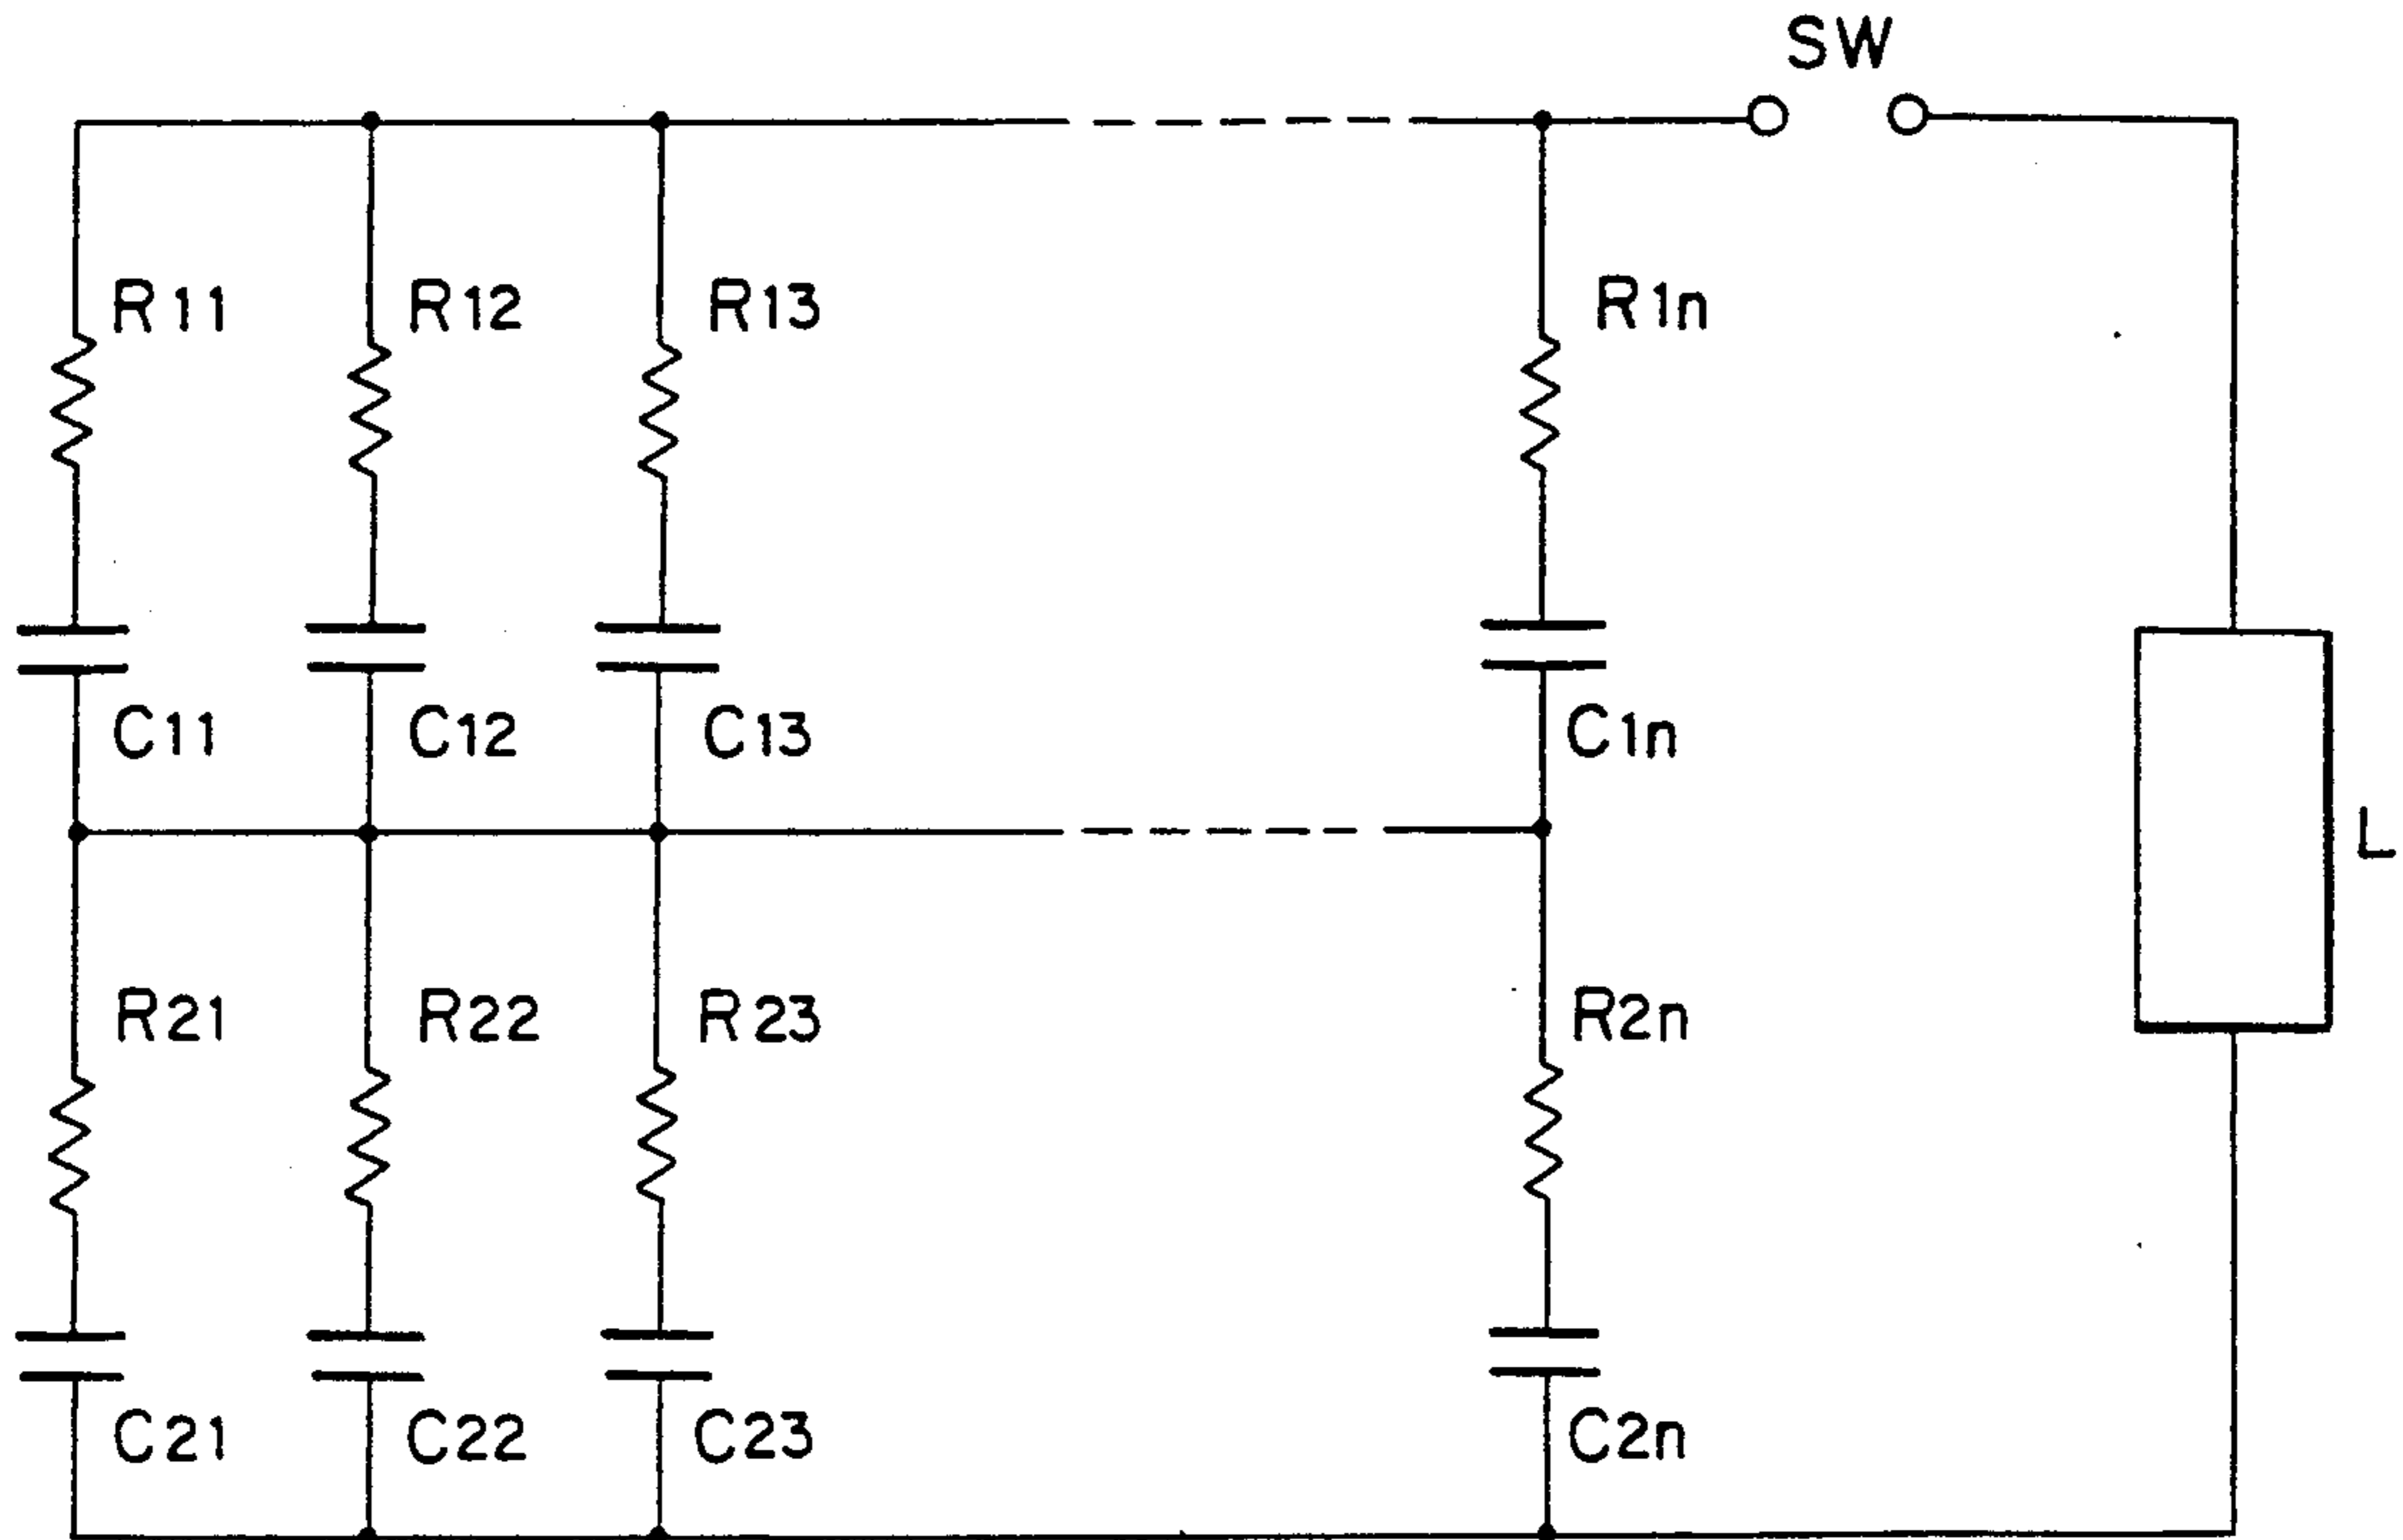 SW
R11 R12 R13 R1n
C11 C12 C13 C1n
L
R21 R22 R23 R2n
C21 C22 C23 C2n